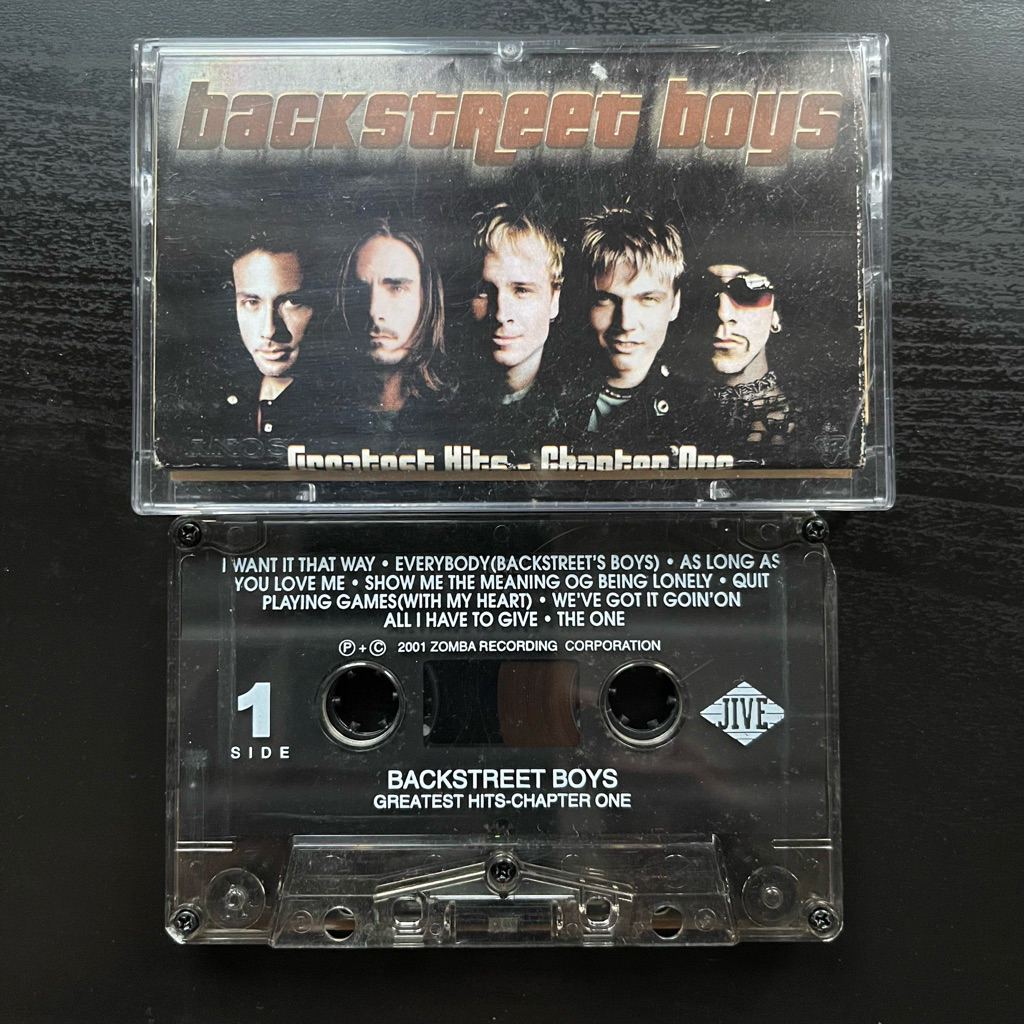 backstReet boys
Greatest Hits - Chapter One
I WANT IT THAT WAY • EVERYBODY(BACKSTREET'S BOYS) • AS LONG AS
YOU LOVE ME • SHOW ME THE MEANING OG BEING LONELY • QUIT
PLAYING GAMES(WITH MY HEART) • WE'VE GOT IT GOIN'ON
ALL I HAVE TO GIVE • THE ONE
Ⓟ + © 2001 ZOMBA RECORDING CORPORATION
1
SIDE
JIVE
BACKSTREET BOYS
GREATEST HITS-CHAPTER ONE